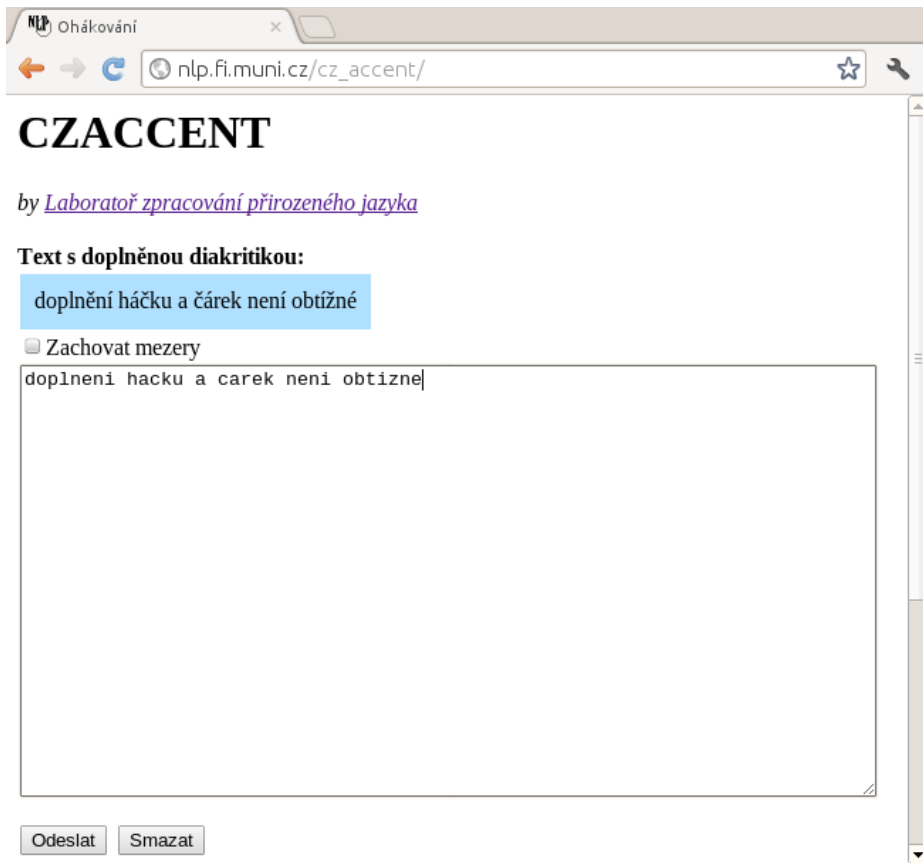 NLP Ohákování
nlp.fi.muni.cz/cz_accent/
CZACCENT
by Laboratoř zpracování přirozeného jazyka
Text s doplněnou diakritikou:
doplnění háčku a čárek není obtížné
Zachovat mezery
doplneni hacku a carek neni obtizne
Odeslat Smazat